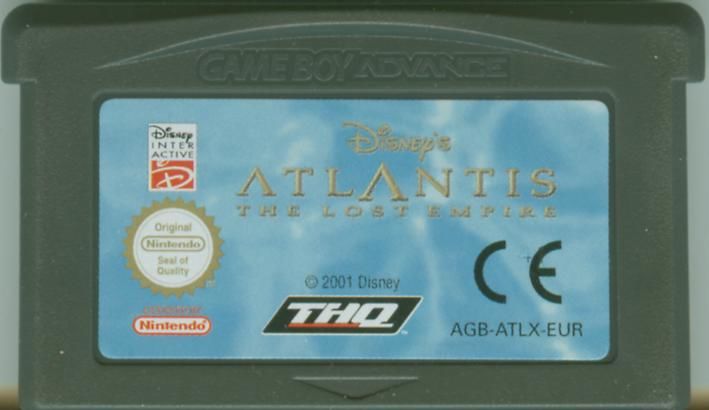 GAME BOY ADVANCE
Disney
INTER
ACTIVE
D
Disney's
ATLANTIS
THE LOST EMPIRE
Original
Nintendo
Seal of
Quality
CE
© 2001 Disney
THQ
Nintendo
AGB-ATLX-EUR